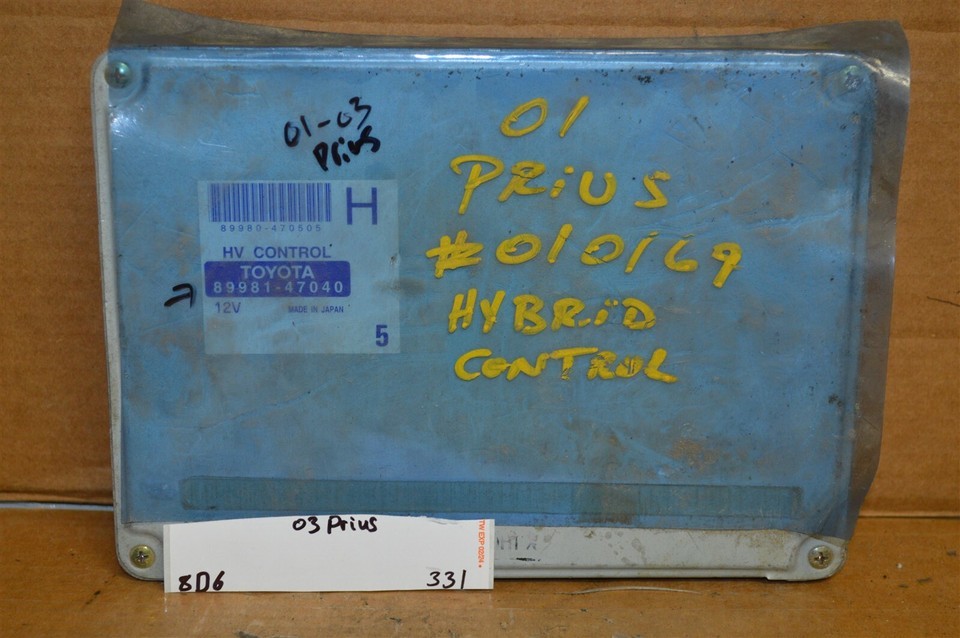 01-03
Prius
01
PRiUS
#010169
HYBRiD
CONTROL
H
89980-470505
HV CONTROL
TOYOTA
89981-47040
12V MADE IN JAPAN
5
03 Prius
8D6 331